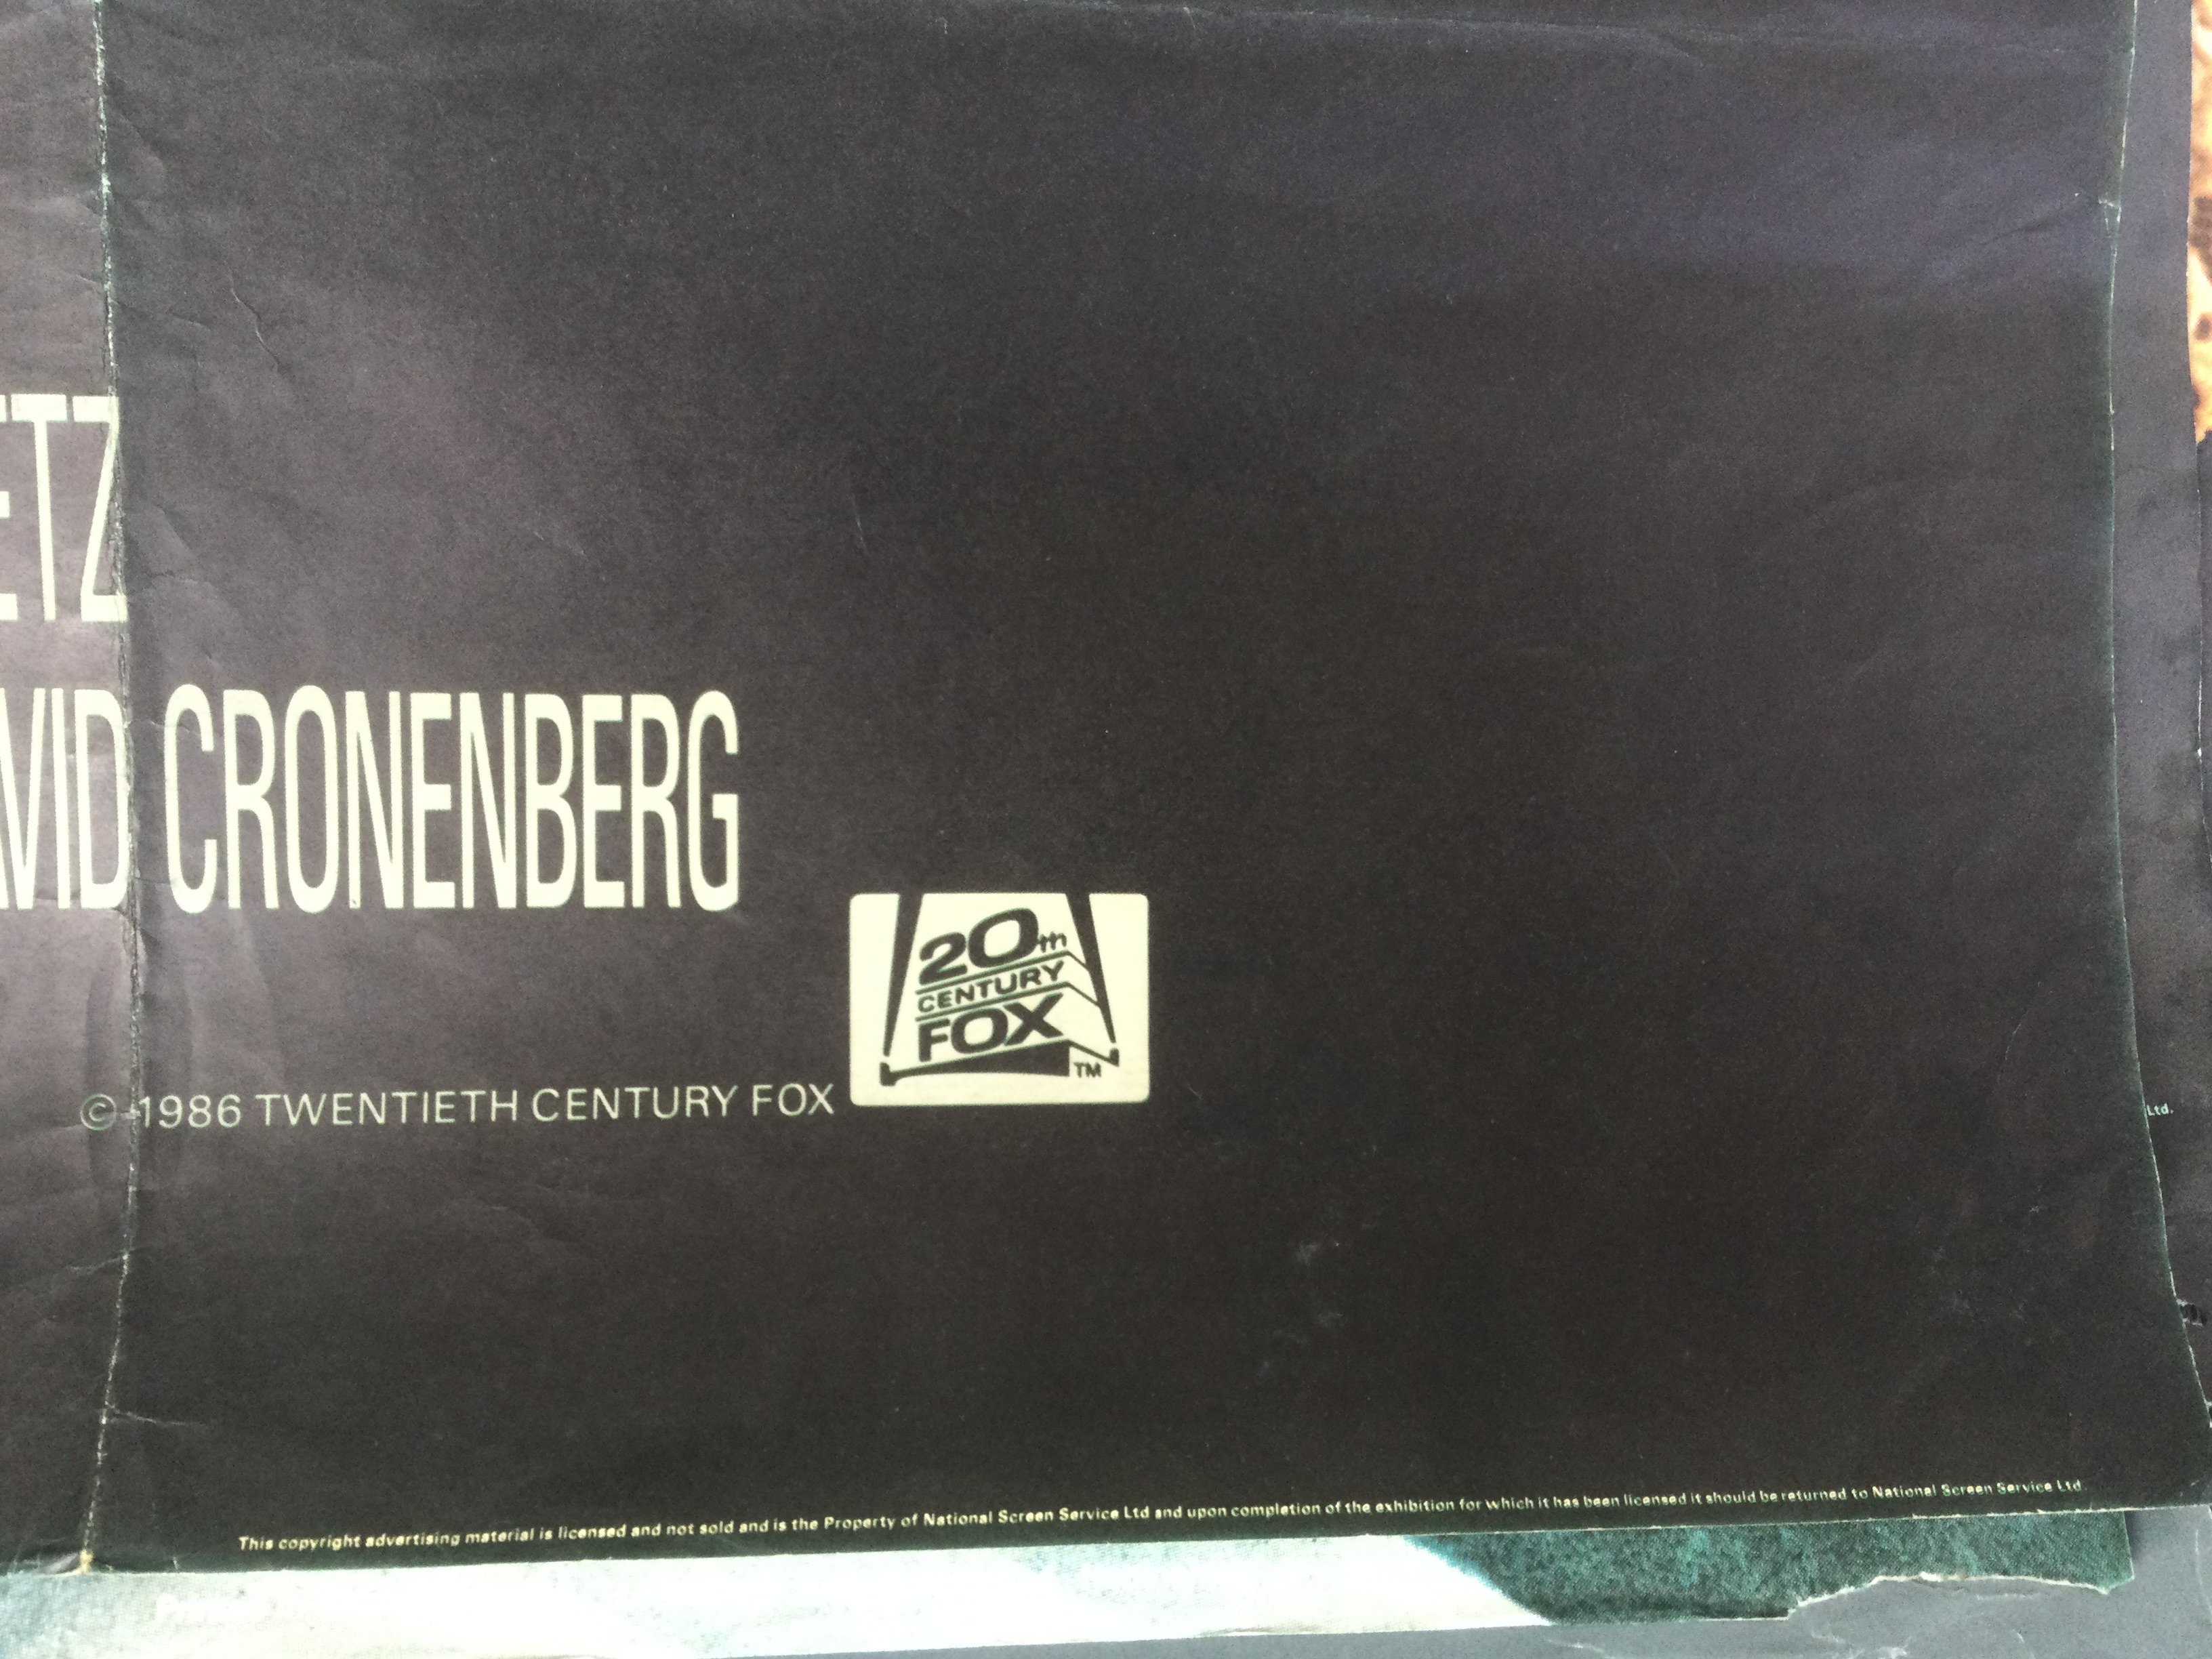 ETZ
AVID CRONENBERG
20th
CENTURY
FOX
TM
© 1986 TWENTIETH CENTURY FOX
Ltd.
This copyright advertising material is licensed and not sold and is the Property of National Screen Service Ltd and upon completion of the exhibition for which it has been licensed it should be returned to National Screen Service Ltd.